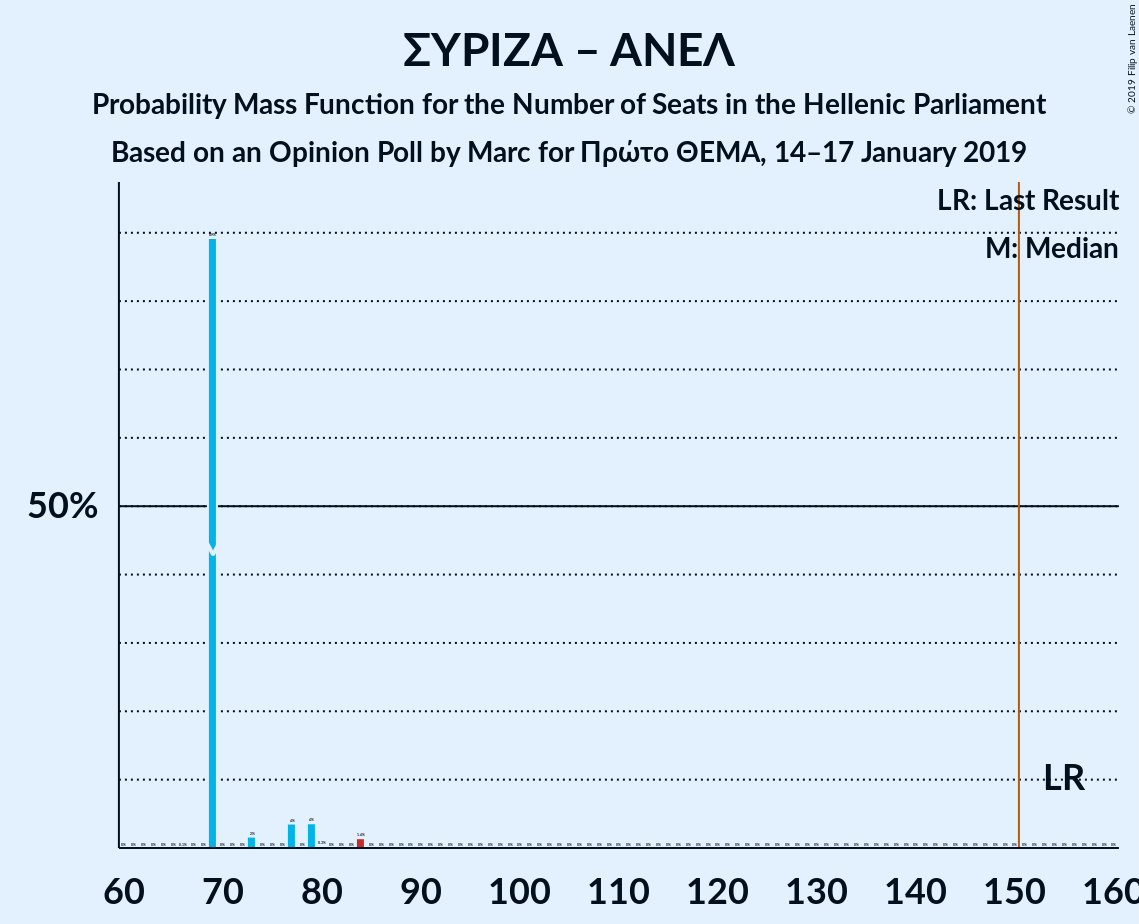 ΣΥΡΙΖΑ – ΑΝΕΛ
Probability Mass Function for the Number of Seats in the Hellenic Parliament
Based on an Opinion Poll by Marc for Πρώτο ΘΕΜΑ, 14–17 January 2019
© 2019 Filip van Laenen
LR: Last Result
M: Median
50%
LR
60 70 80 90 100 110 120 130 140 150 160